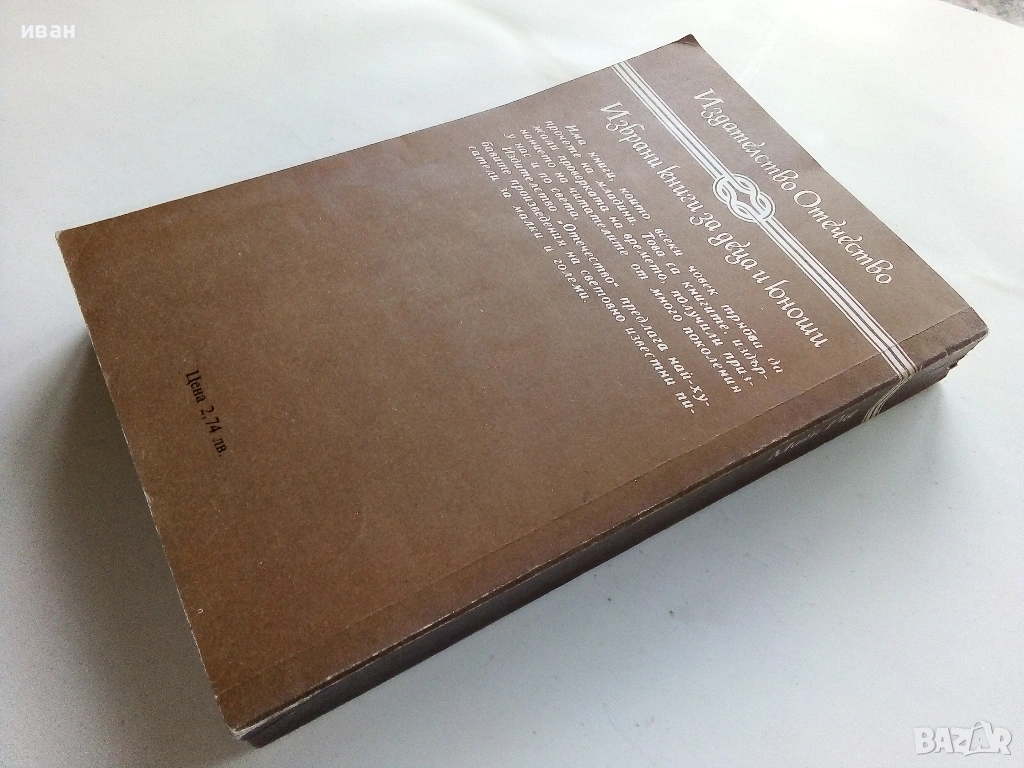 иван
Издателство Отечество
Избрани книги за деца и юноши
Има книги, които всеки човек трябва да
прочете на младини. Това са книгите, издър-
жали проверката на времето, получили приз-
нанието на читателите от много поколения
у нас и по света.
Издателство „Отечество“ предлага най-ху-
бавите произведения на световно известни пи-
сатели за малки и големи.
Цена 2,74 лв.
BAZAR